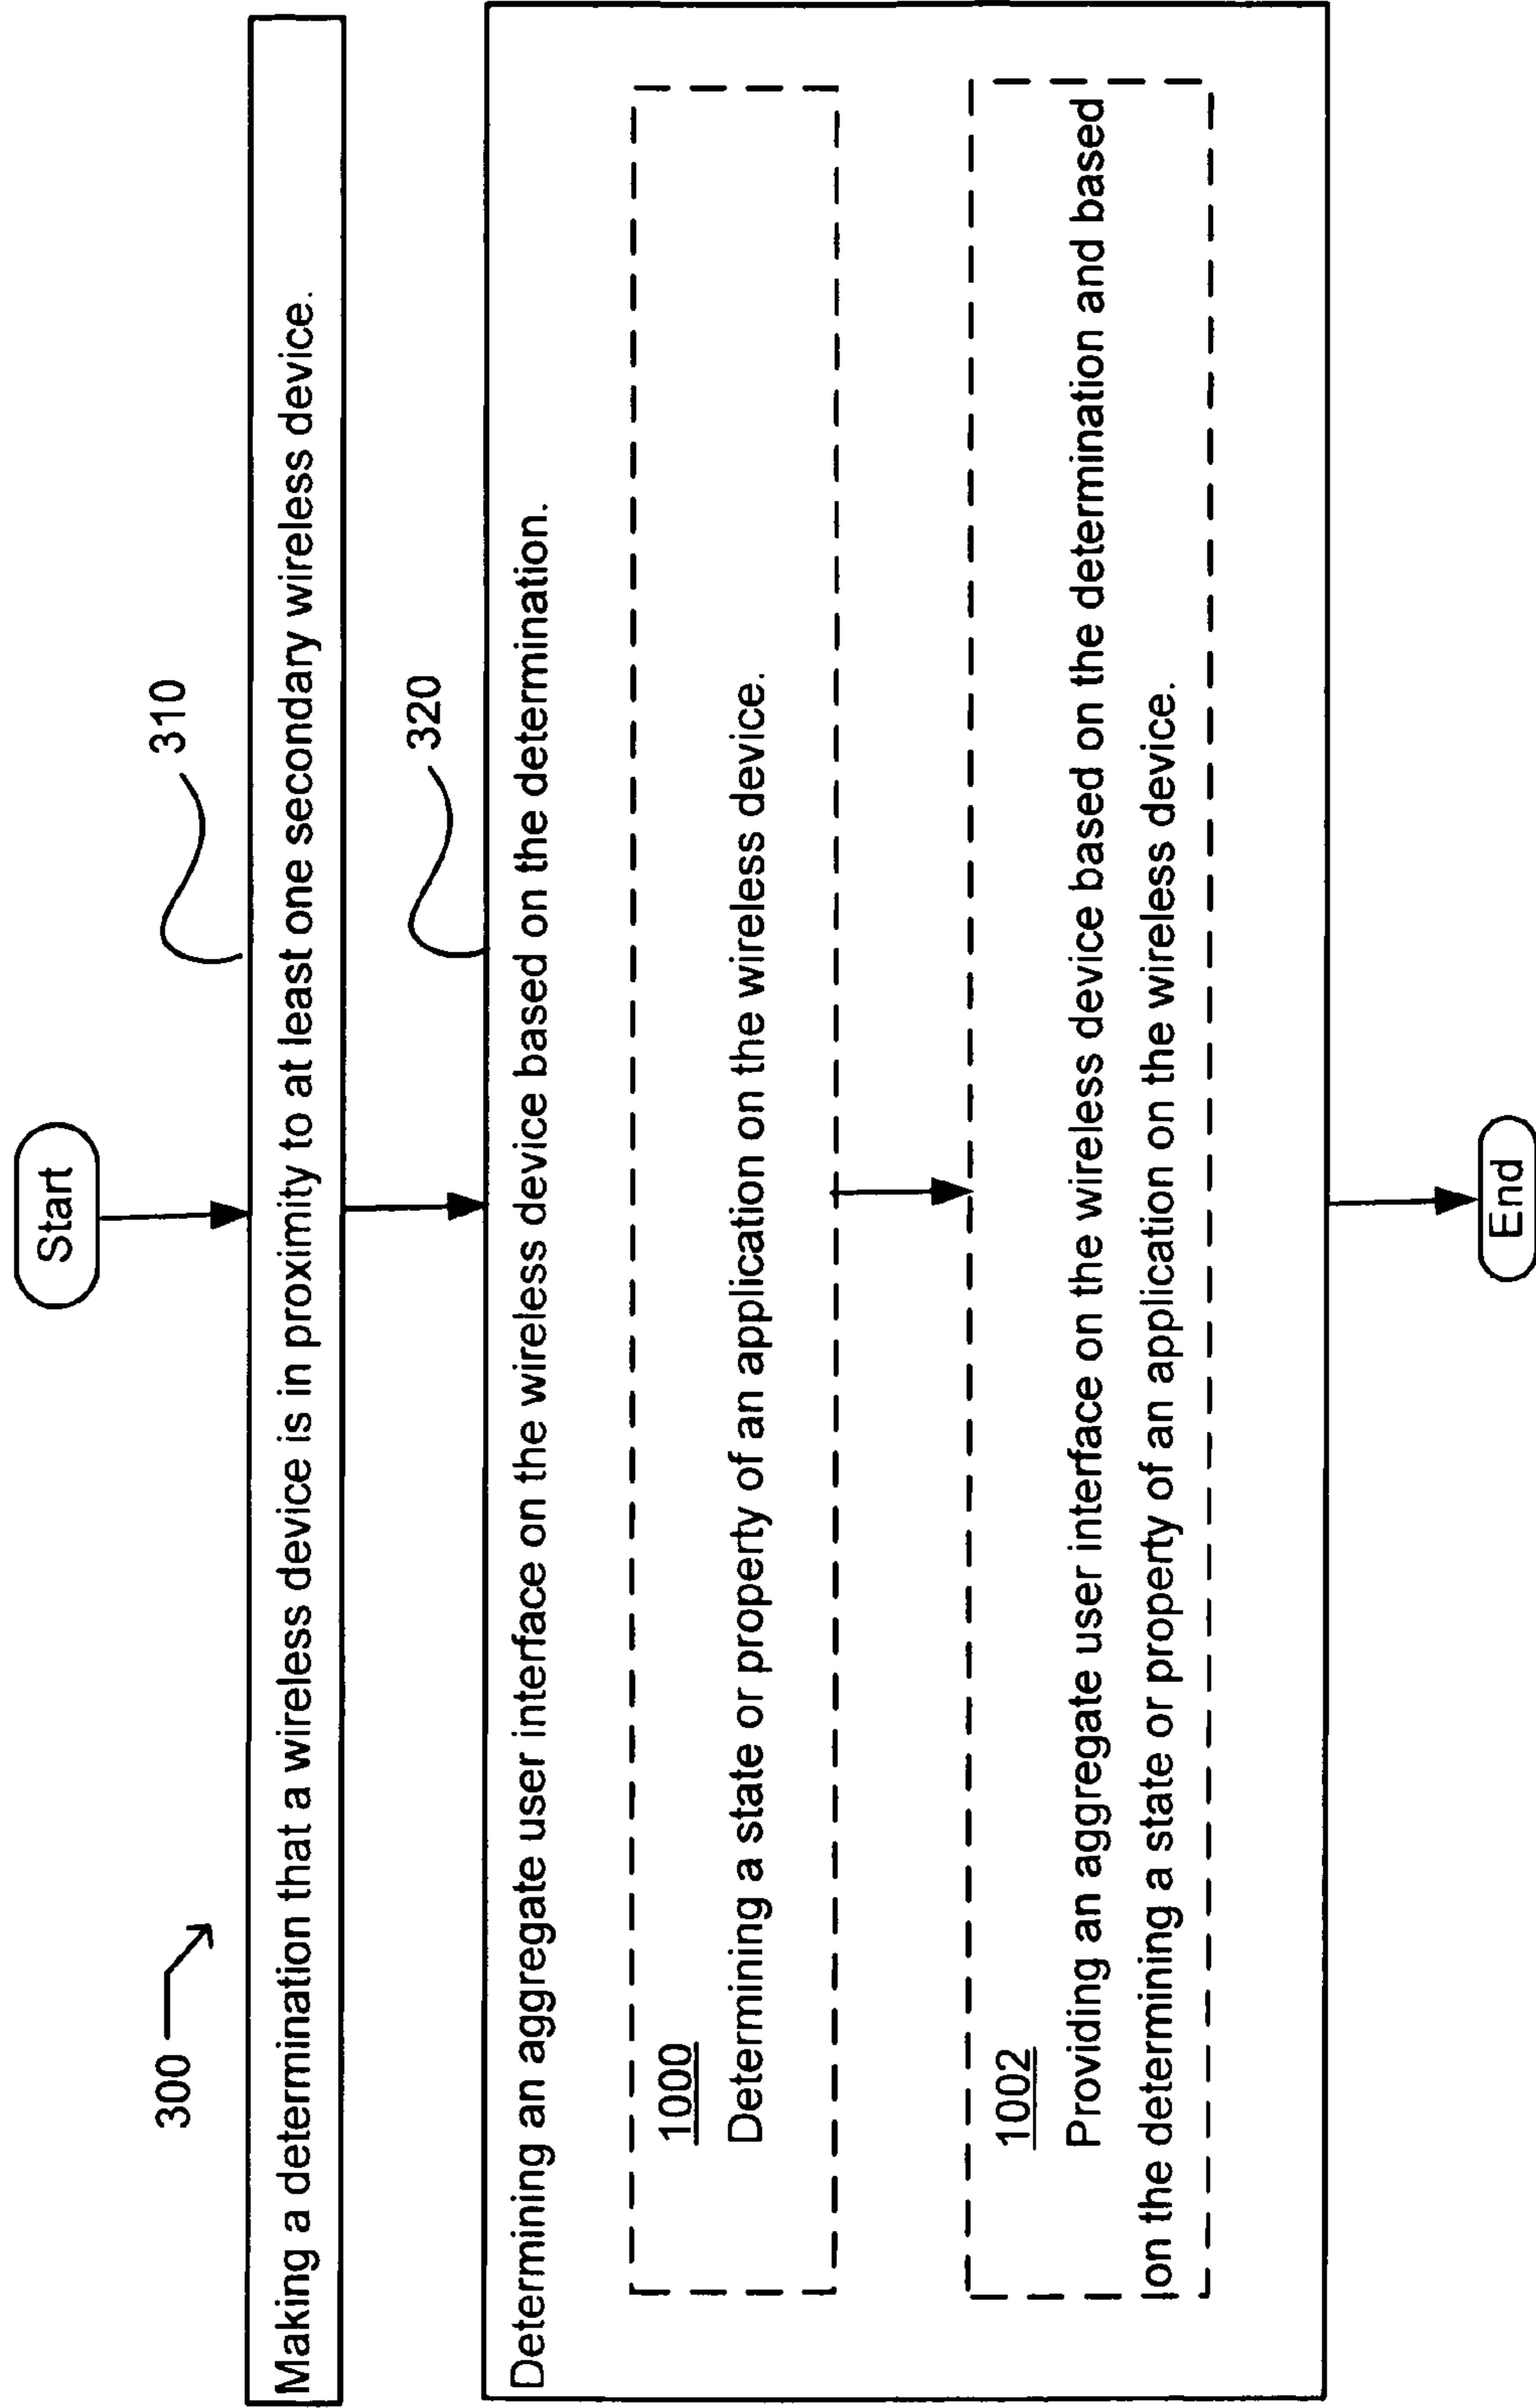 Start
300
310
Making a determination that a wireless device is in proximity to at least one secondary wireless device.
320
Determining an aggregate user interface on the wireless device based on the determination.
1000
Determining a state or property of an application on the wireless device.
1002
Providing an aggregate user interface on the wireless device based on the determination and based
on the determining a state or property of an application on the wireless device.
End